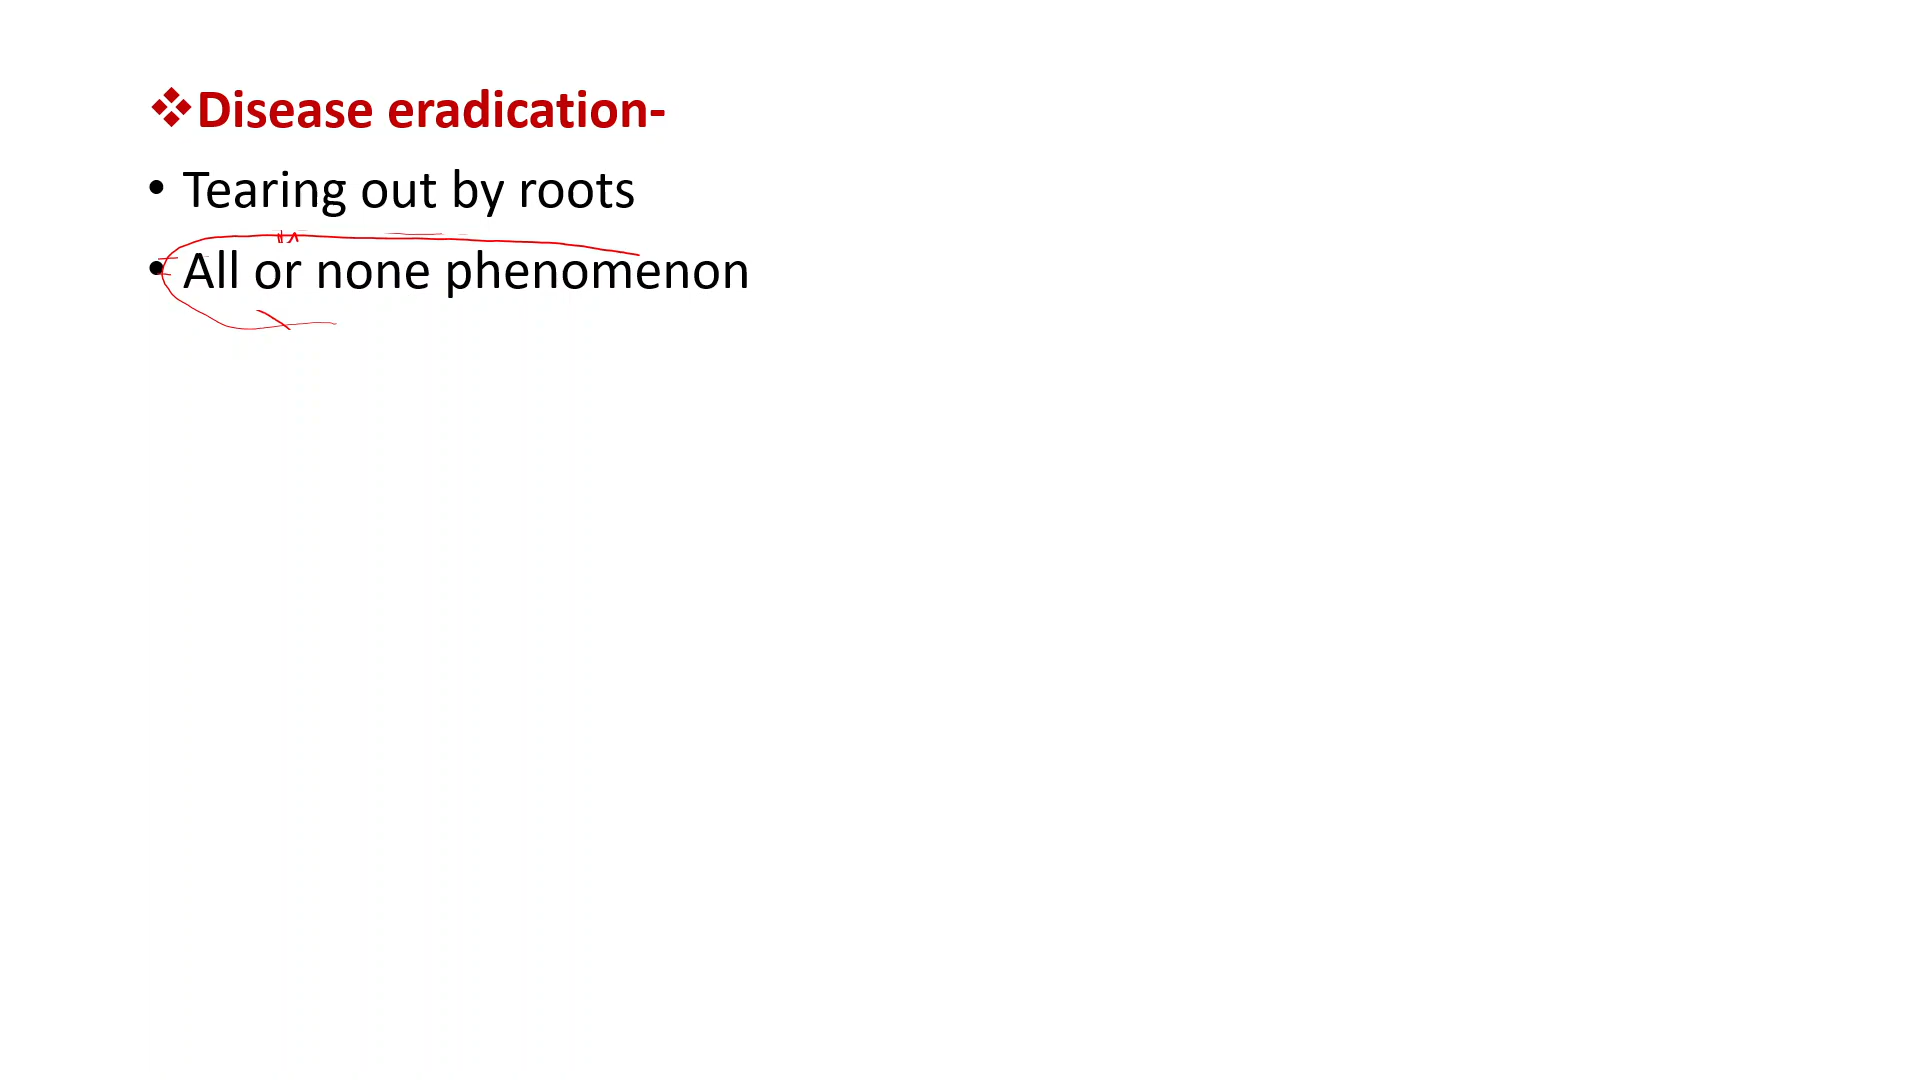 ❖Disease eradication-
• Tearing out by roots
• All or none phenomenon